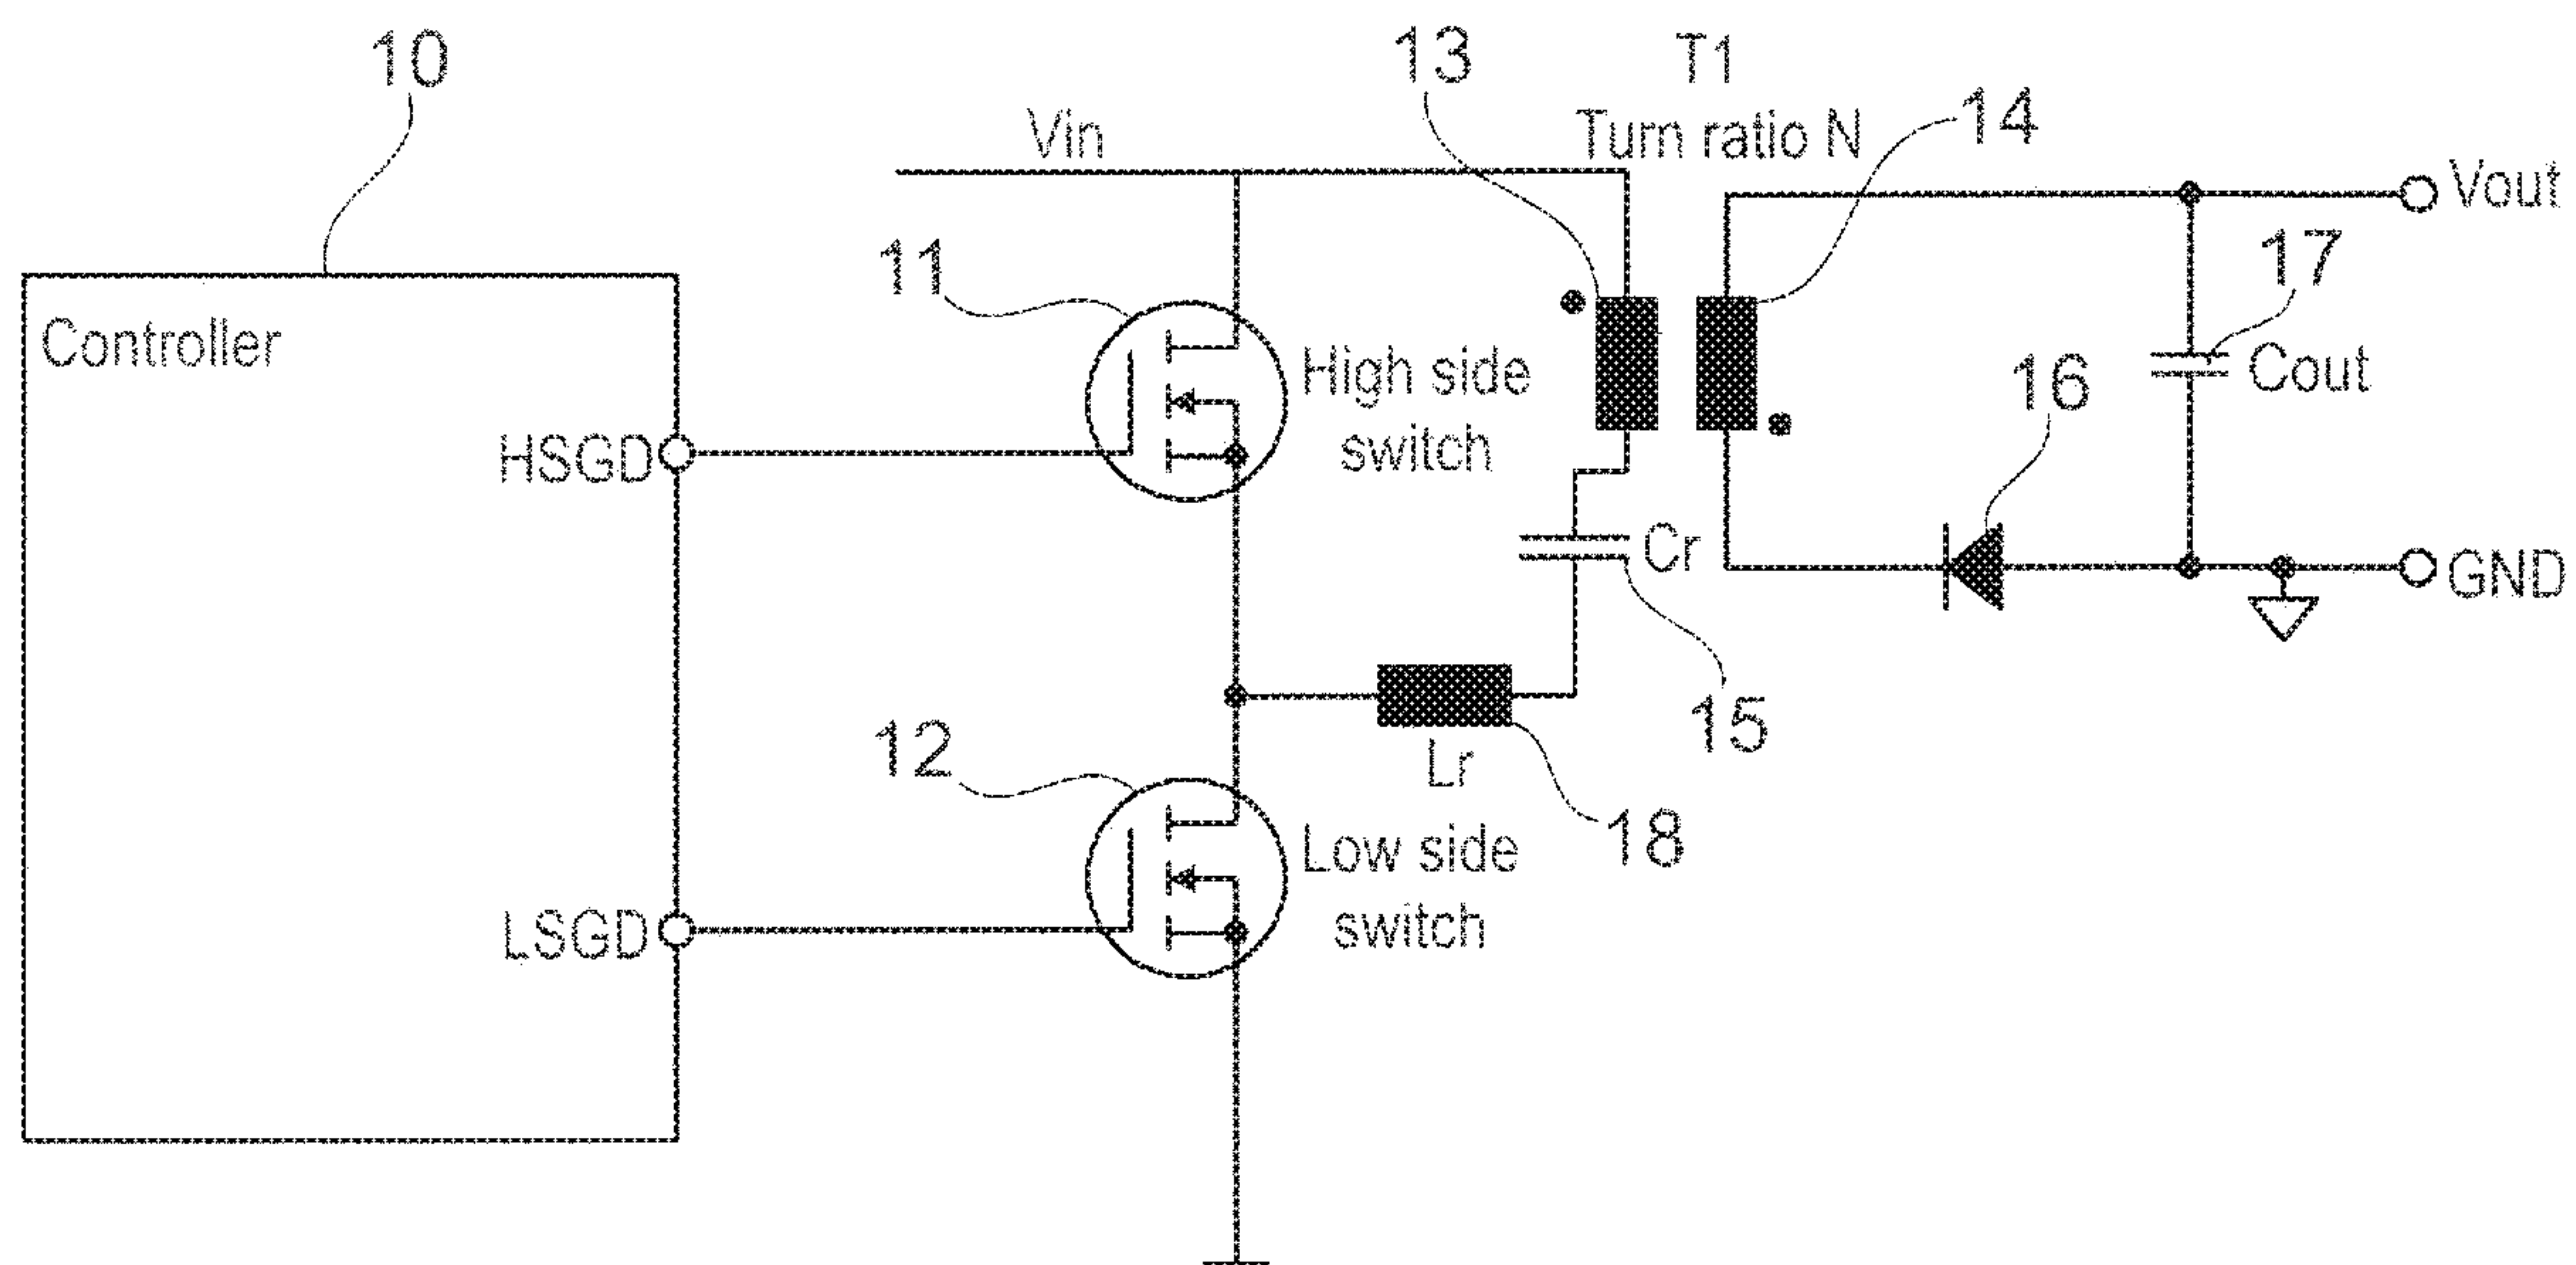 10
13
T1
Turn ratio N
14
Vin
Vout
11
17
Controller
High side
switch
Cout
16
HSGD
Cr
GND
15
12
Lr
18
Low side
switch
LSGD